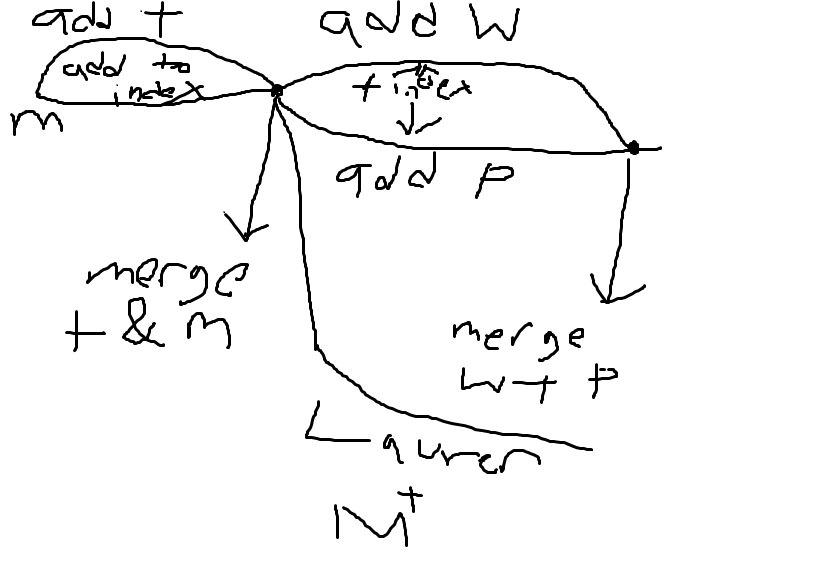 add t
add W
add to
index
+ index
m
add P
merge
t & m
merge
W + P
Lauren
M+